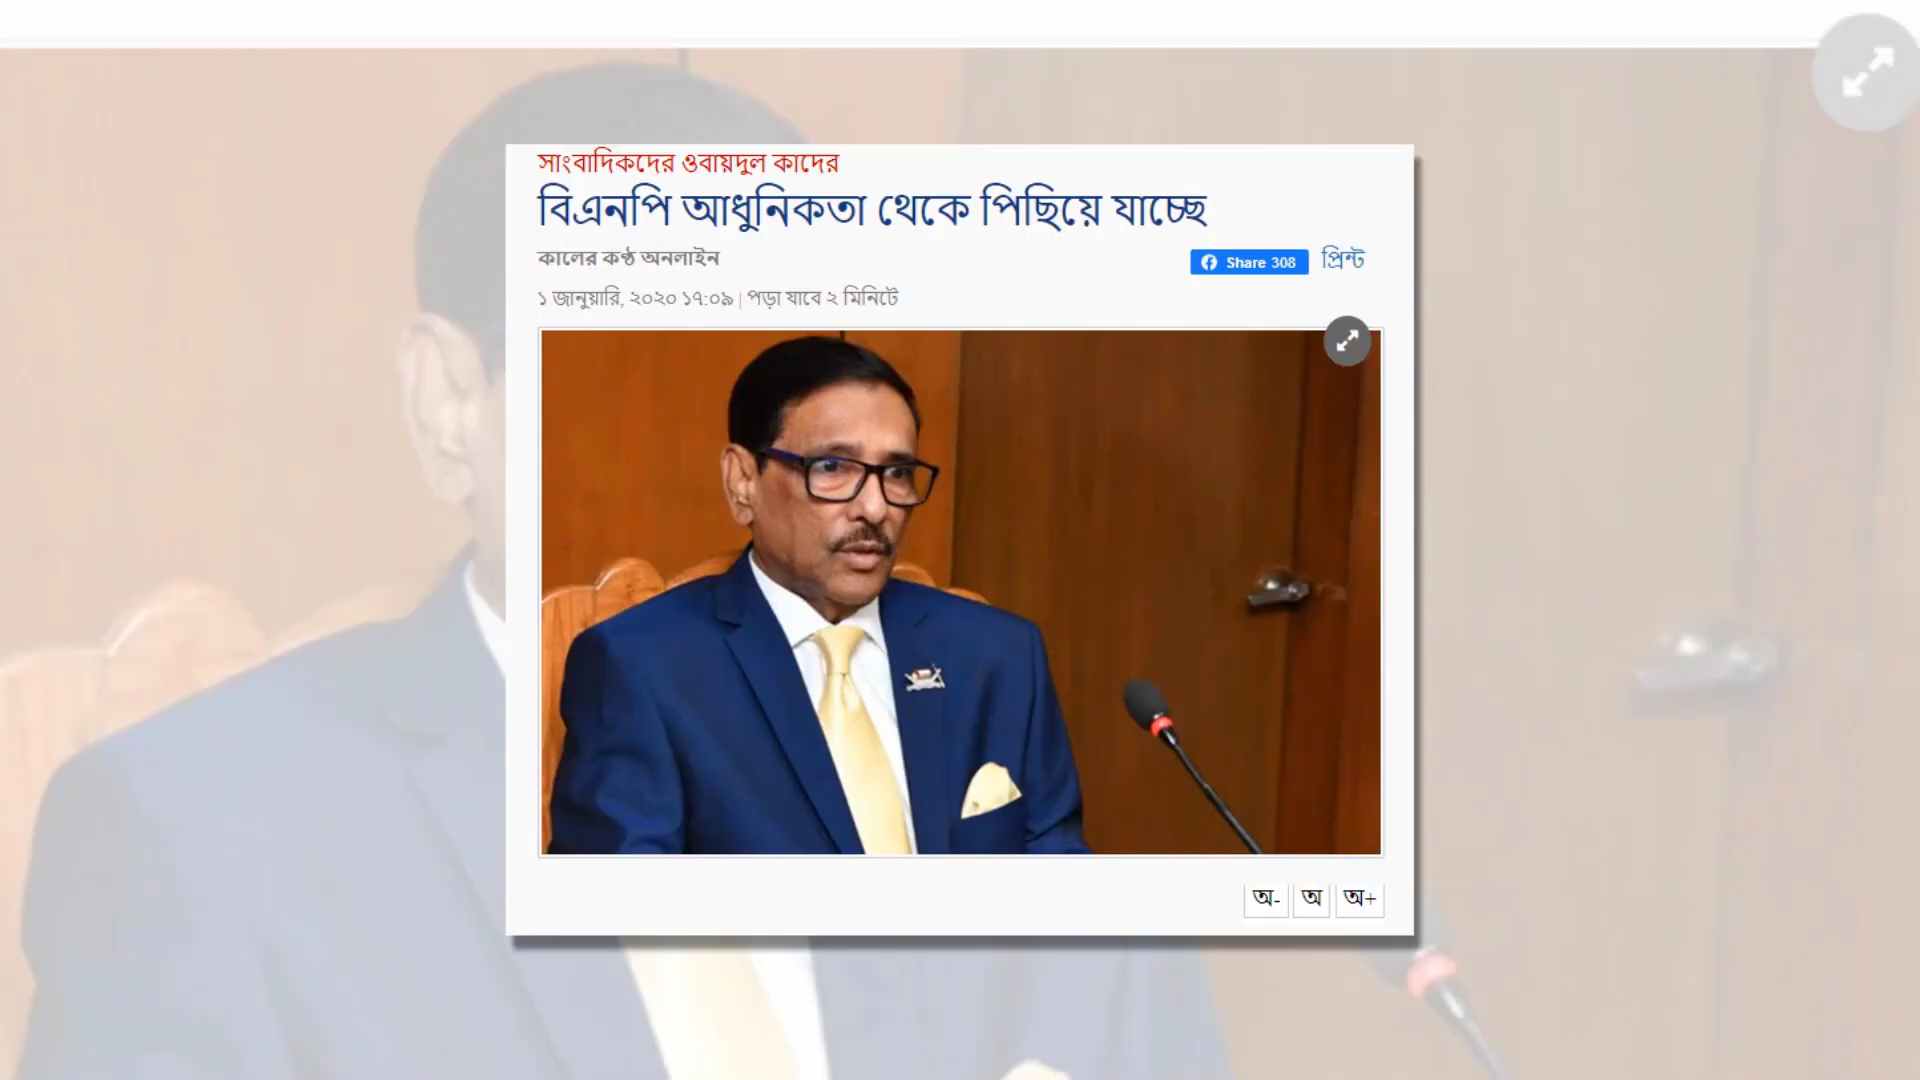 সাংবাদিকদের ওবায়দুল কাদের
বিএনপি আধুনিকতা থেকে পিছিয়ে যাচ্ছে
কালের কণ্ঠ অনলাইন
Share 308 প্রিন্ট
১ জানুয়ারি, ২০২০ ১৭:০৯ | পড়া যাবে ২ মিনিটে
অ- অ অ+